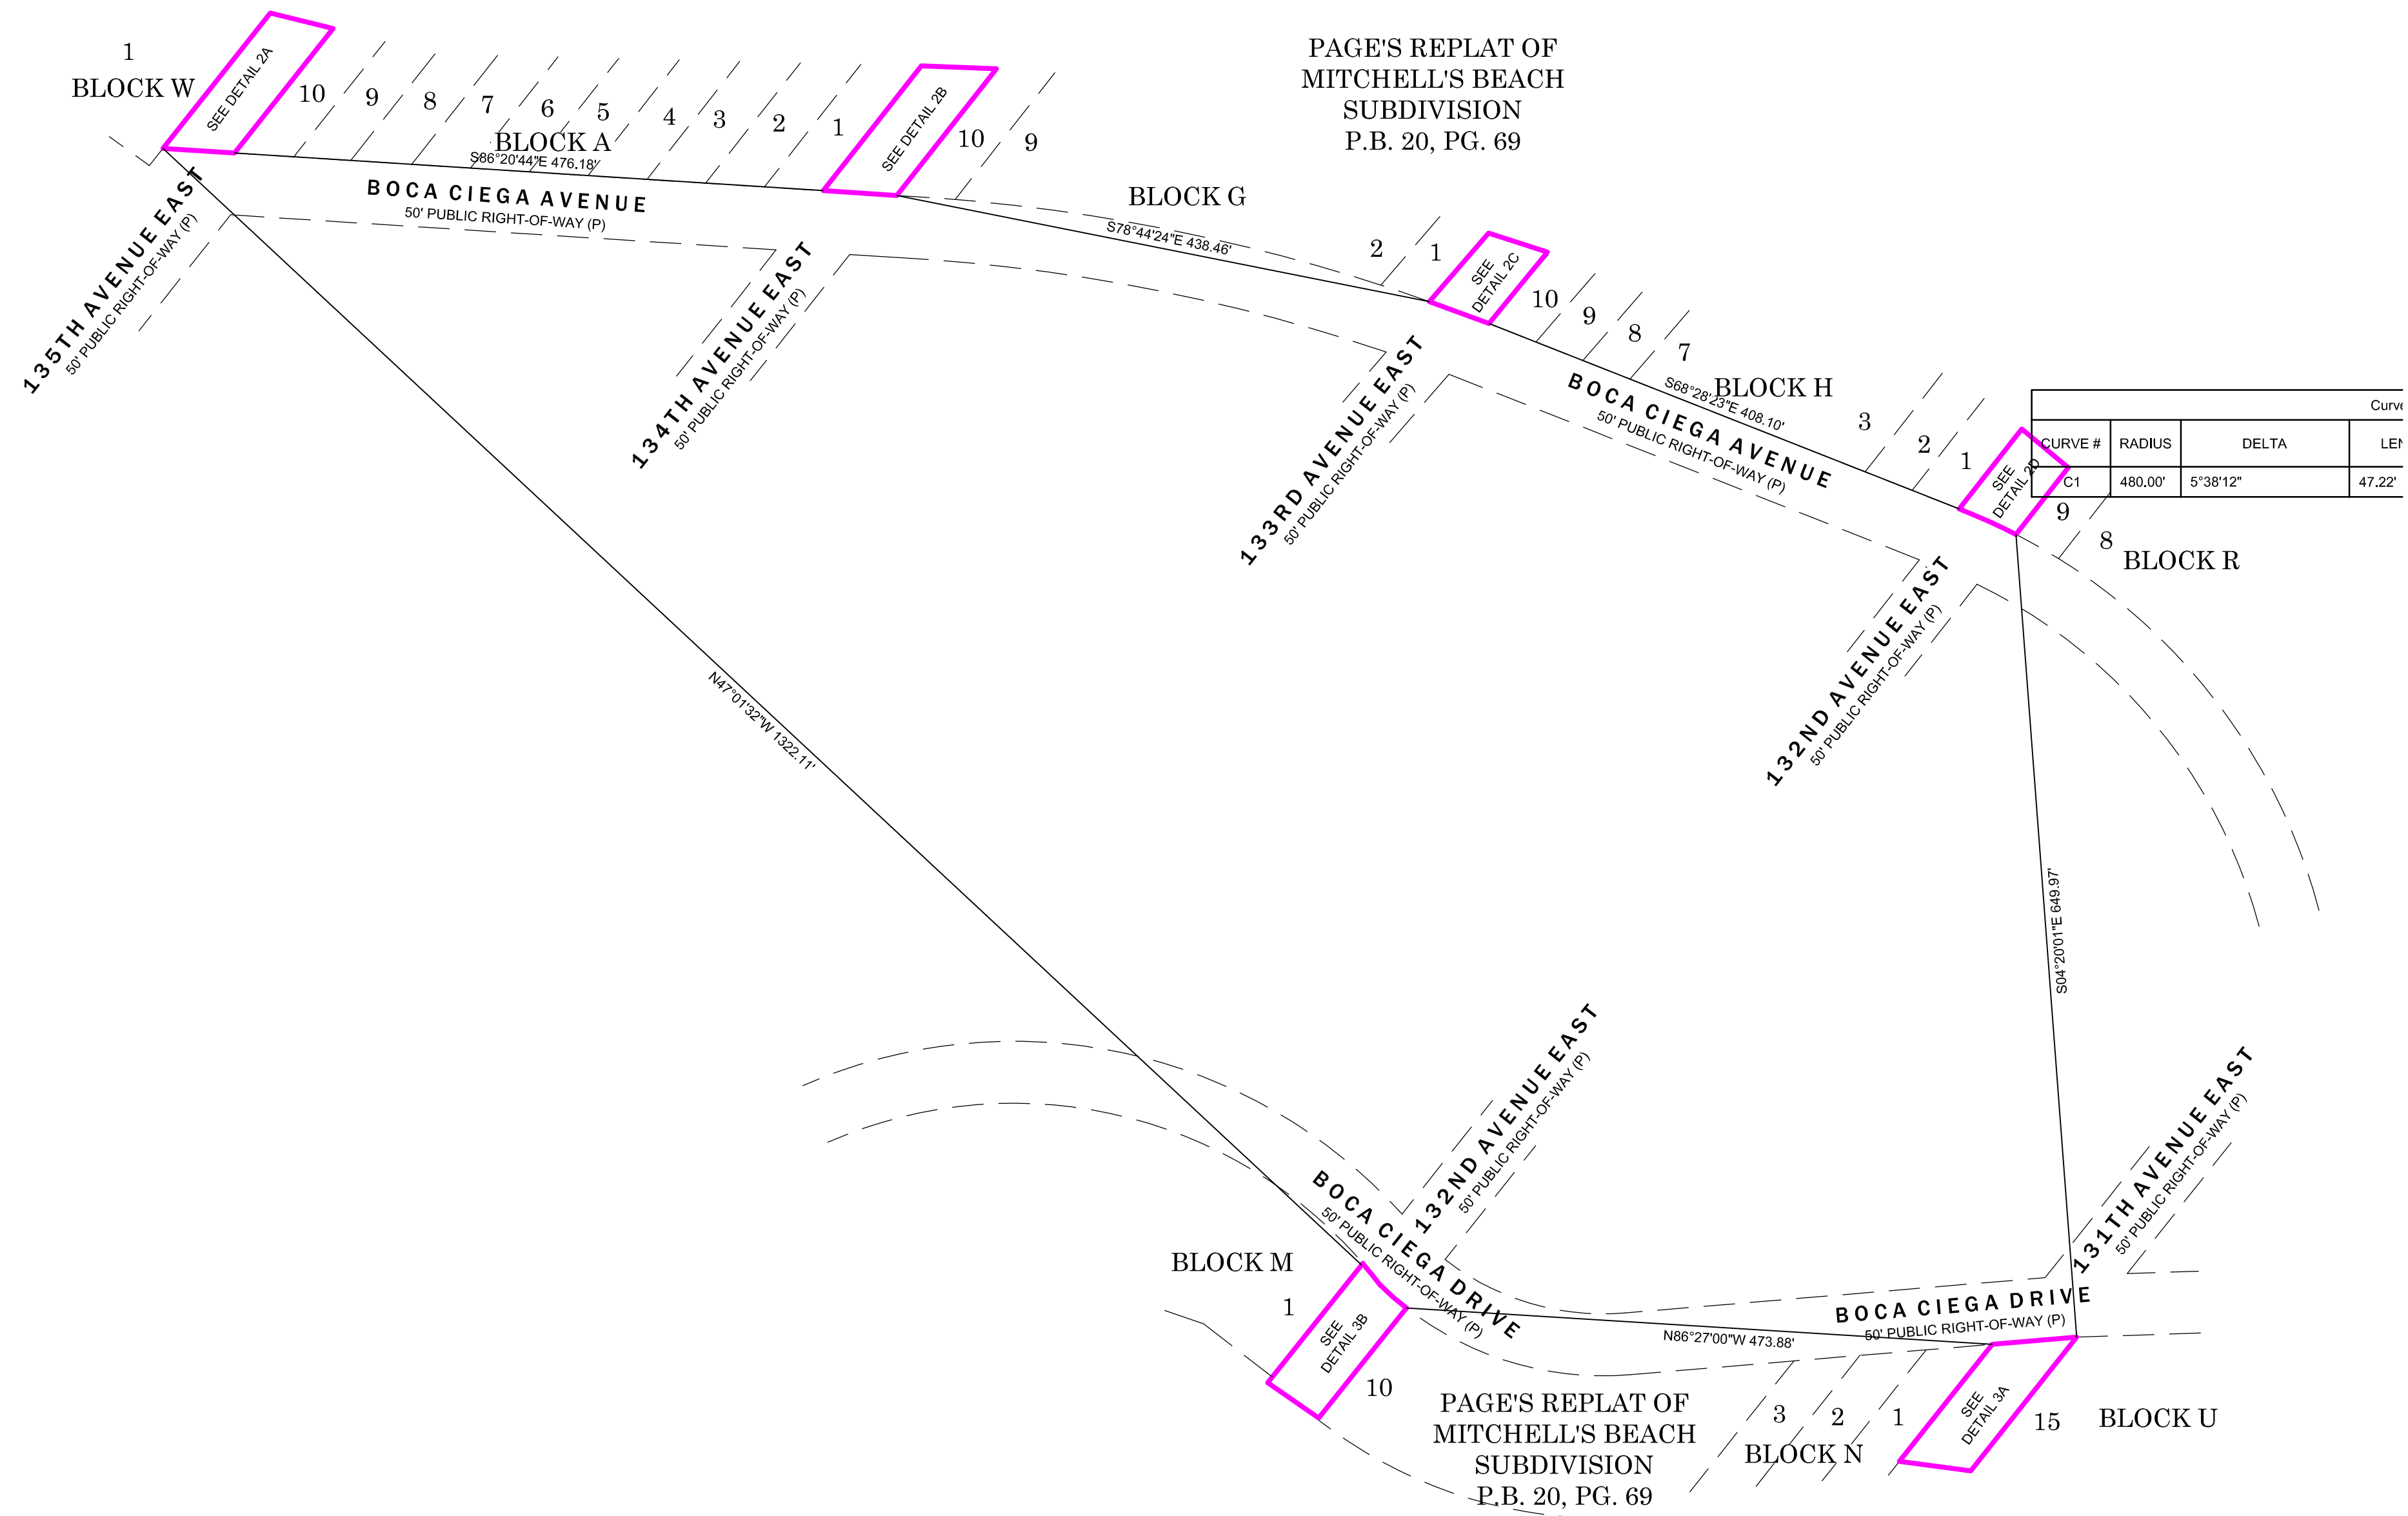 PAGE'S REPLAT OF
MITCHELL'S BEACH
SUBDIVISION
P.B. 20, PG. 69
1
BLOCK W
SEE DETAIL 2A
10
9
8
7
6
5
4
3
2
1
BLOCK A
S86°20'44"E 476.18'
BOCA CIEGA AVENUE
50' PUBLIC RIGHT-OF-WAY (P)
SEE DETAIL 2B
10
9
BLOCK G
S78°44'24"E 438.46'
2
1
SEE
DETAIL 2C
10
9
8
7
BLOCK H
S68°28'23"E 408.10'
BOCA CIEGA AVENUE
50' PUBLIC RIGHT-OF-WAY (P)
3
2
1
SEE
DETAIL 2D
9
8
BLOCK R
Curve
CURVE # RADIUS DELTA LEN
C1 480.00' 5°38'12" 47.22'
135TH AVENUE EAST
50' PUBLIC RIGHT-OF-WAY (P)
134TH AVENUE EAST
50' PUBLIC RIGHT-OF-WAY (P)
133RD AVENUE EAST
50' PUBLIC RIGHT-OF-WAY (P)
132ND AVENUE EAST
50' PUBLIC RIGHT-OF-WAY (P)
N47°01'32"W 1322.11'
S04°20'01"E 649.97'
132ND AVENUE EAST
50' PUBLIC RIGHT-OF-WAY (P)
131TH AVENUE EAST
50' PUBLIC RIGHT-OF-WAY (P)
BOCA CIEGA DRIVE
50' PUBLIC RIGHT-OF-WAY (P)
BLOCK M
1
SEE
DETAIL 3B
10
N86°27'00"W 473.88'
BOCA CIEGA DRIVE
50' PUBLIC RIGHT-OF-WAY (P)
PAGE'S REPLAT OF
MITCHELL'S BEACH
SUBDIVISION
P.B. 20, PG. 69
3
2
1
BLOCK N
SEE
DETAIL 3A
15
BLOCK U